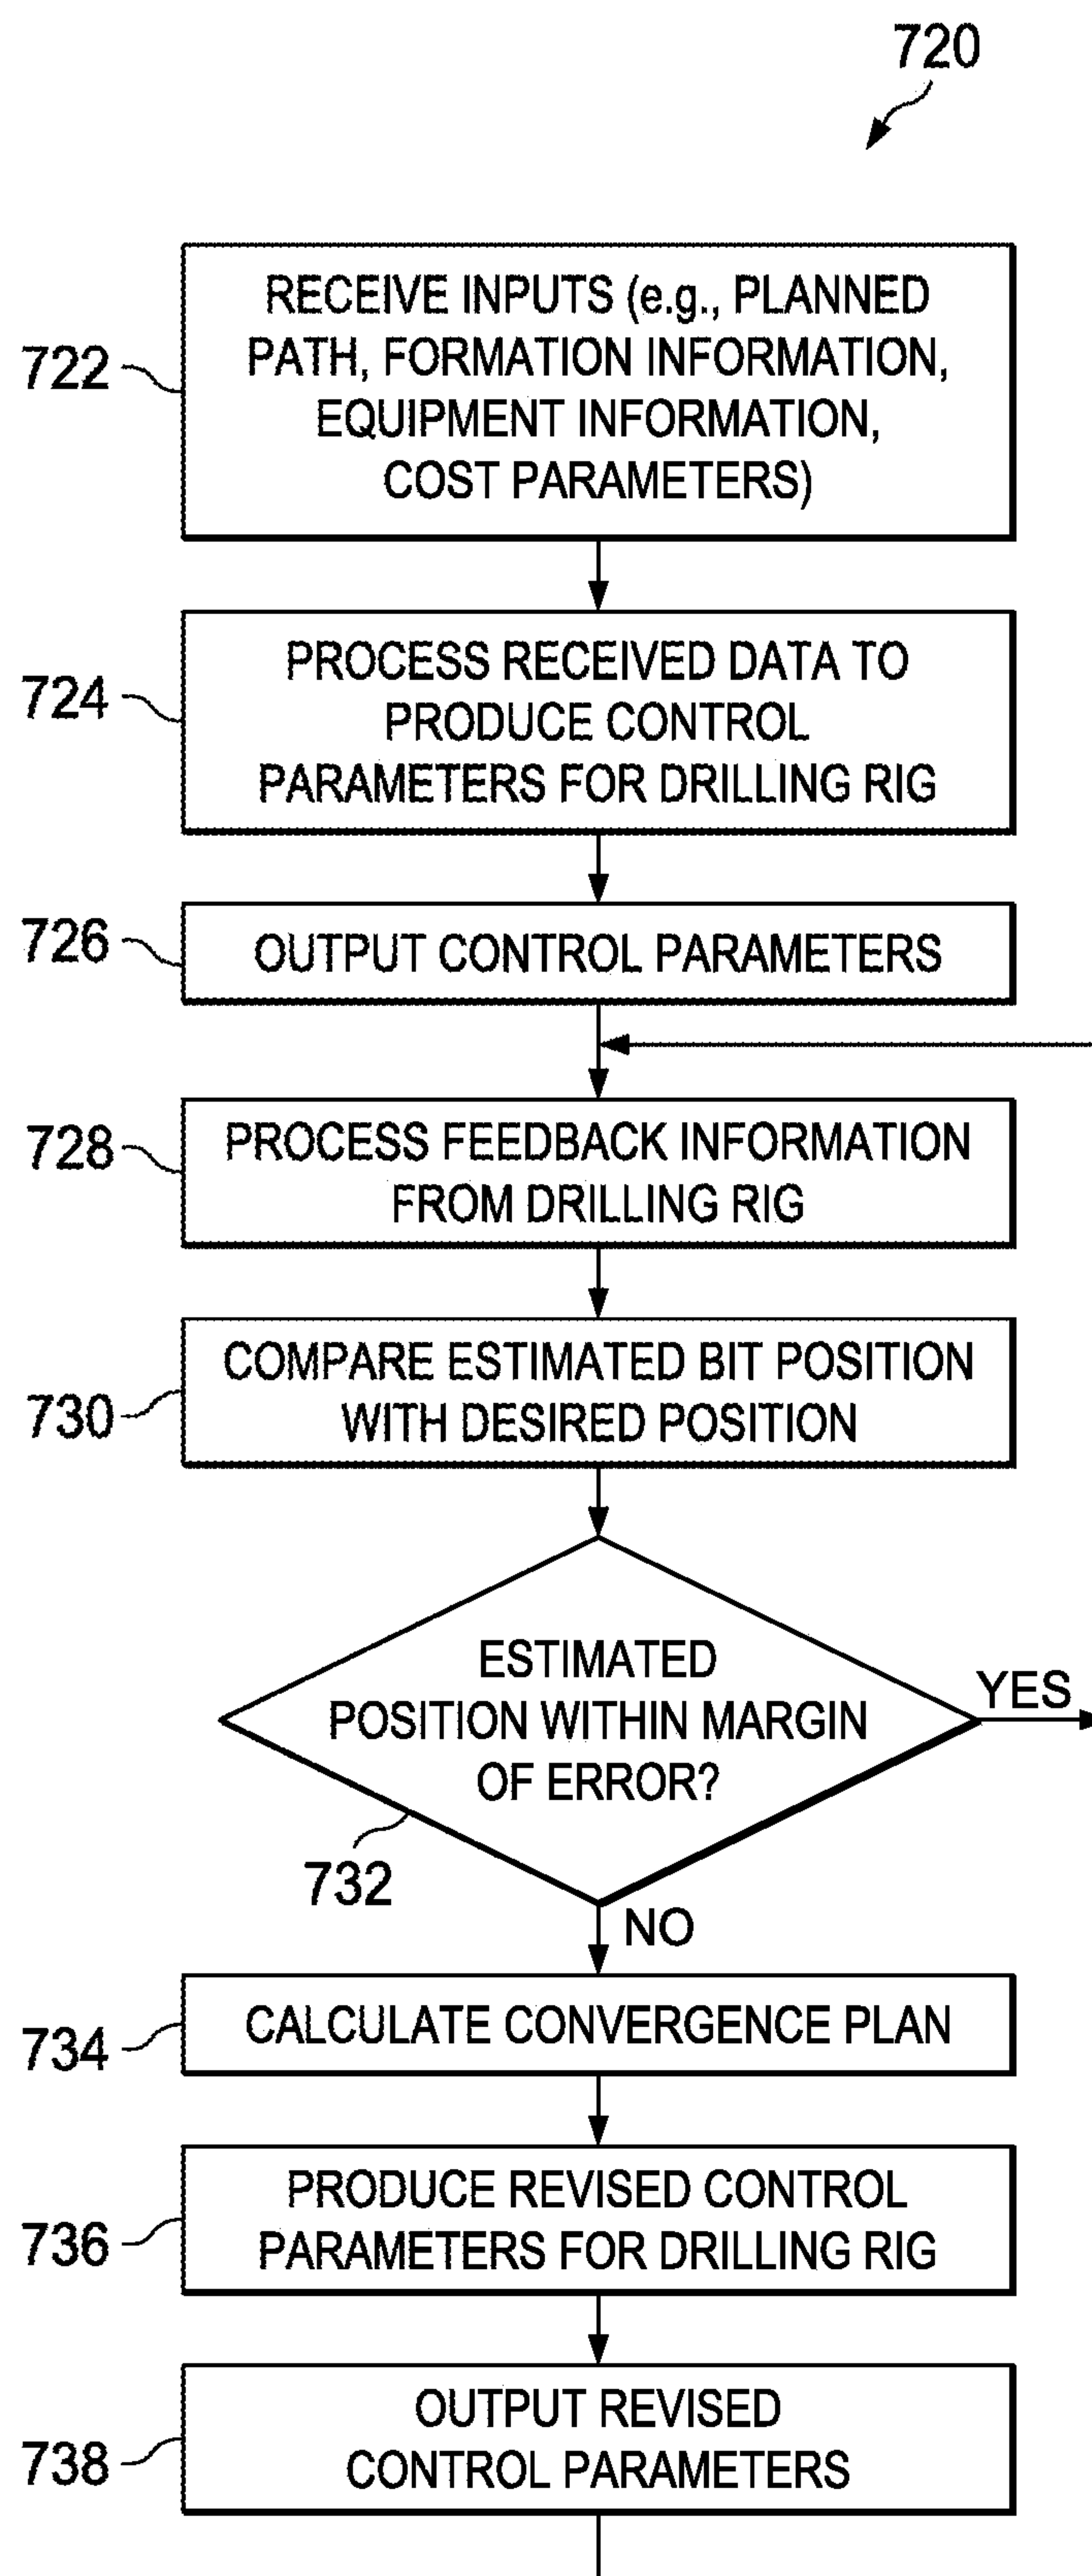 720
722
RECEIVE INPUTS (e.g., PLANNED
PATH, FORMATION INFORMATION,
EQUIPMENT INFORMATION,
COST PARAMETERS)
724
PROCESS RECEIVED DATA TO
PRODUCE CONTROL
PARAMETERS FOR DRILLING RIG
726
OUTPUT CONTROL PARAMETERS
728
PROCESS FEEDBACK INFORMATION
FROM DRILLING RIG
730
COMPARE ESTIMATED BIT POSITION
WITH DESIRED POSITION
ESTIMATED
POSITION WITHIN MARGIN
OF ERROR?
YES
732
NO
734
CALCULATE CONVERGENCE PLAN
736
PRODUCE REVISED CONTROL
PARAMETERS FOR DRILLING RIG
738
OUTPUT REVISED
CONTROL PARAMETERS